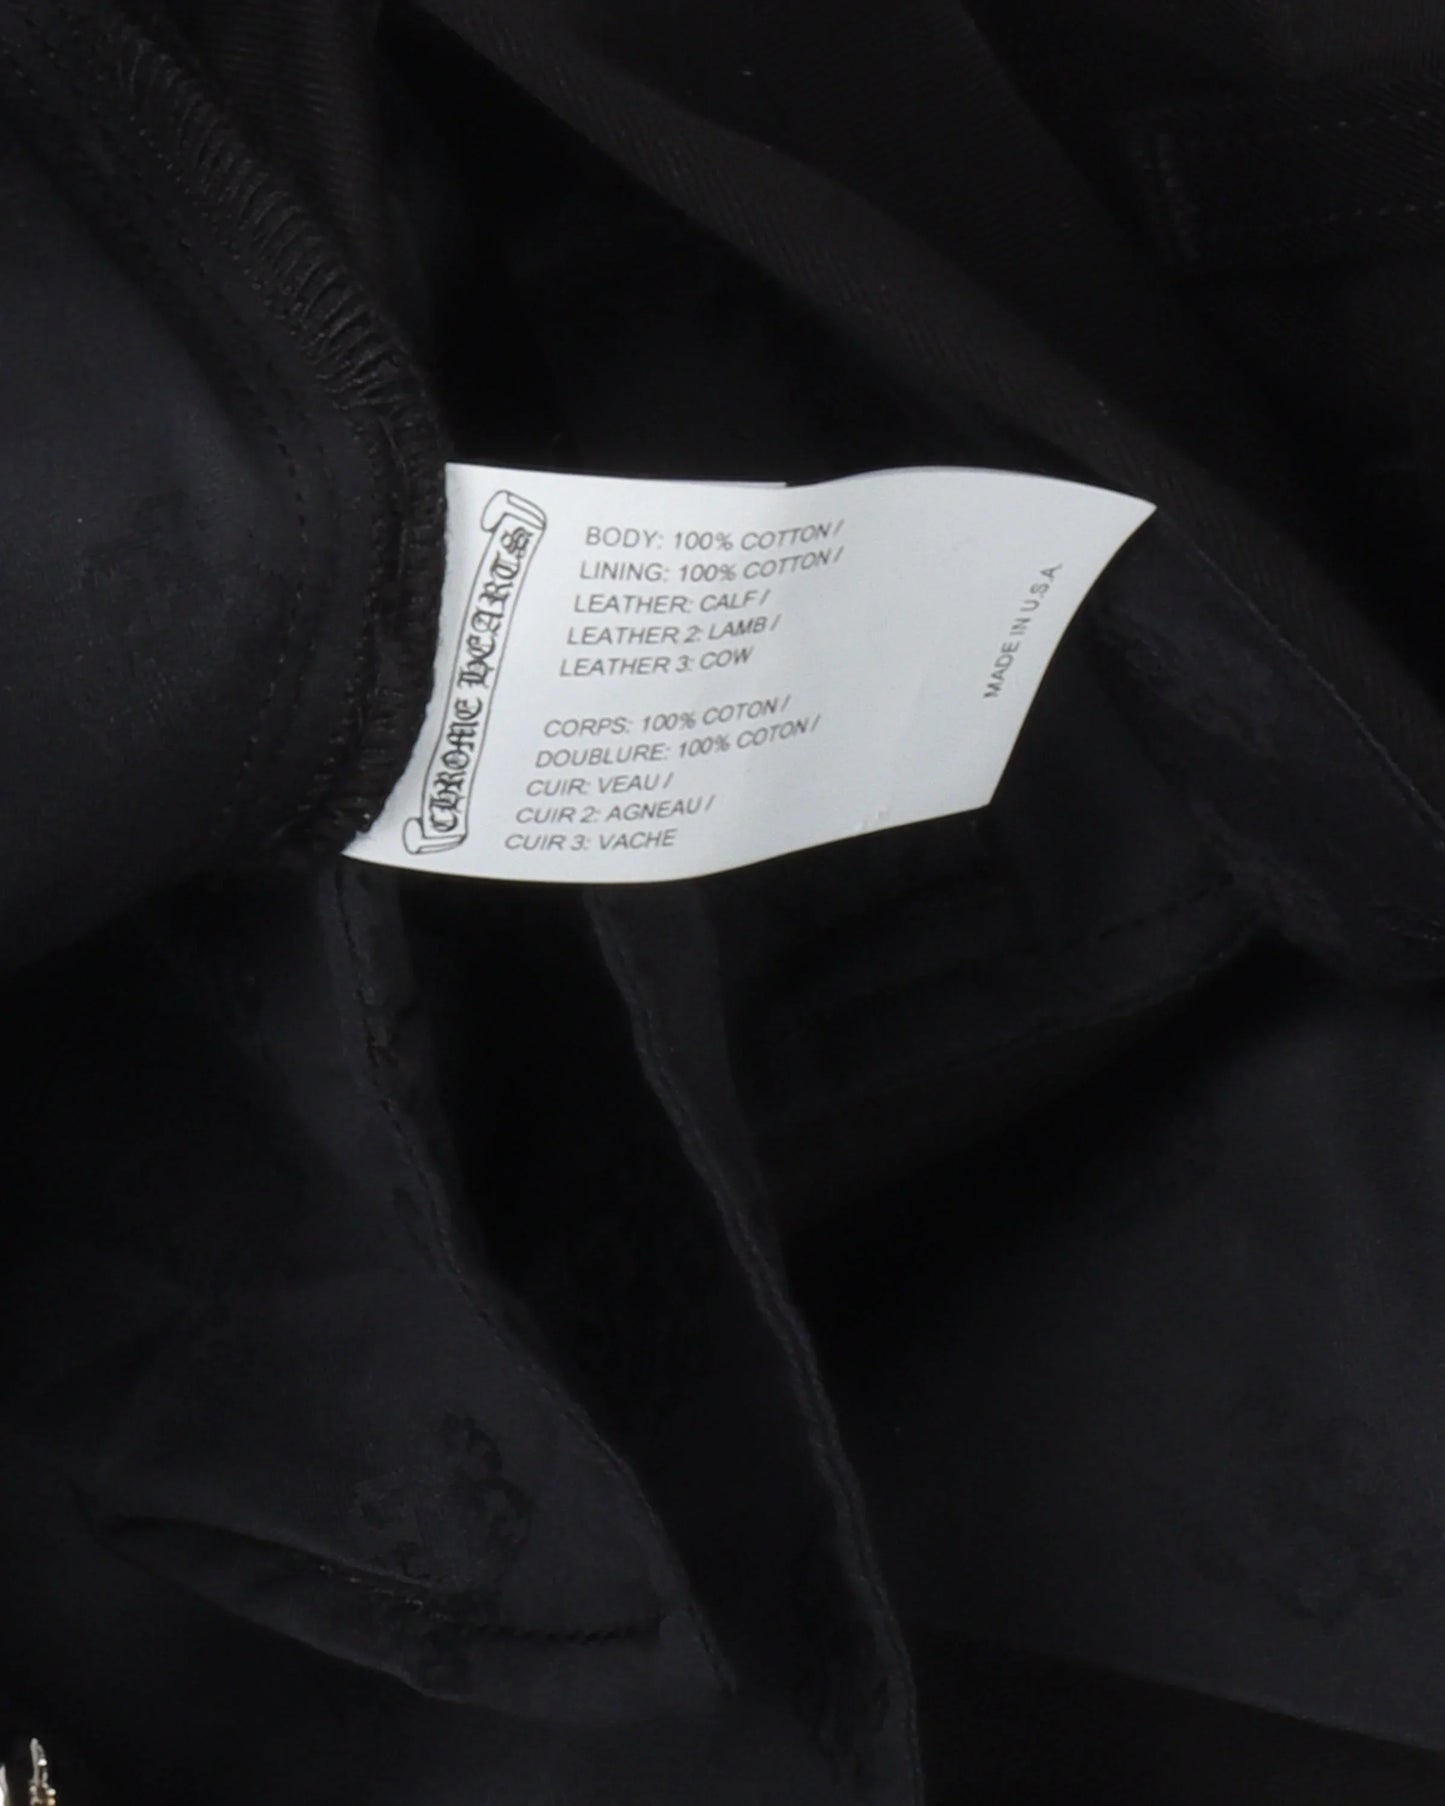 CHROME HEARTS
BODY: 100% COTTON /
LINING: 100% COTTON /
LEATHER: CALF /
LEATHER 2: LAMB /
LEATHER 3: COW
CORPS: 100% COTON /
DOUBLURE: 100% COTON /
CUIR: VEAU /
CUIR 2: AGNEAU /
CUIR 3: VACHE
MADE IN U.S.A.